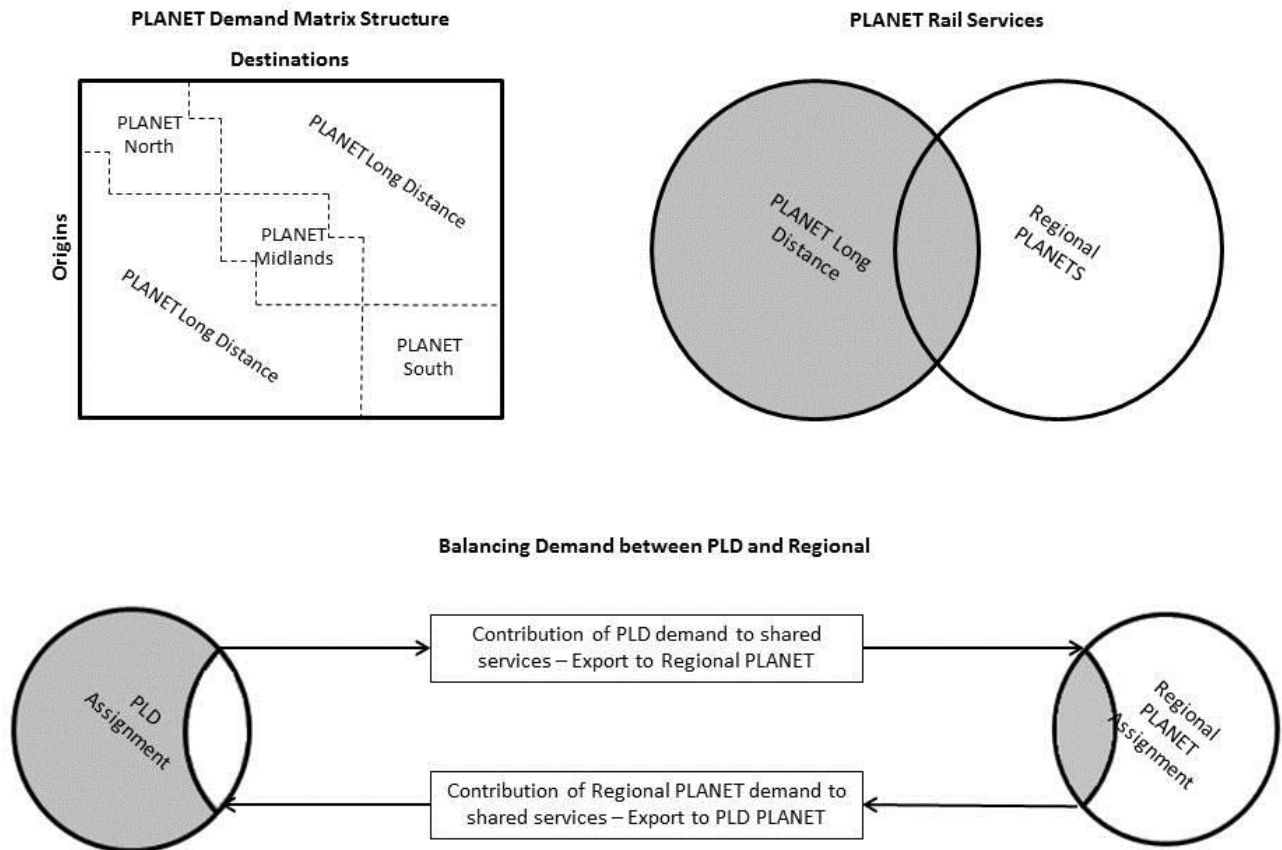 PLANET Demand Matrix Structure
Destinations
Origins
PLANET
North
PLANET Long Distance
PLANET
Midlands
PLANET Long Distance
PLANET
South
PLANET Rail Services
PLANET Long
Distance
Regional
PLANETS
Balancing Demand between PLD and Regional
PLD
Assignment
Contribution of PLD demand to shared
services – Export to Regional PLANET
Contribution of Regional PLANET demand to
shared services – Export to PLD PLANET
Regional
PLANET
Assignment